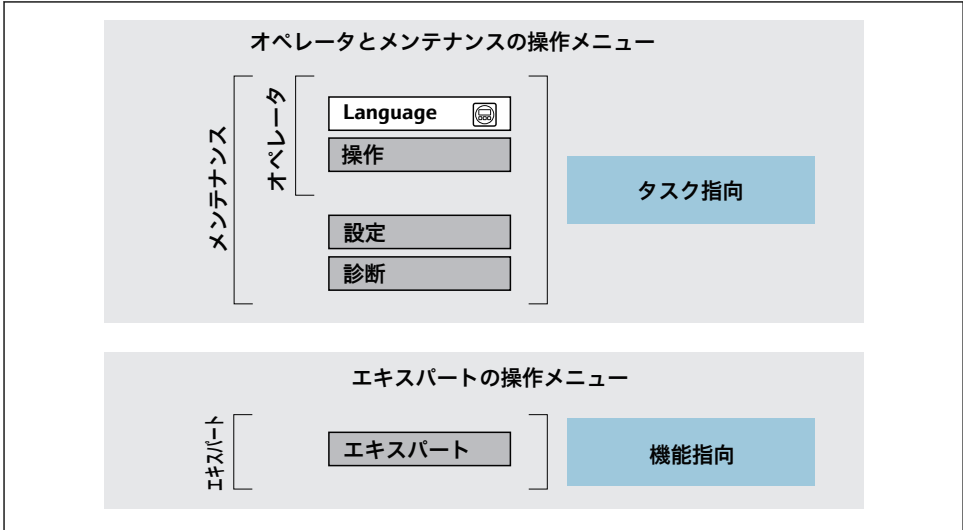 オペレータとメンテナンスの操作メニュー
メンテナンス
オペレータ
Language
操作
設定
診断
タスク指向
エキスパートの操作メニュー
エキスパート
エキスパート
機能指向